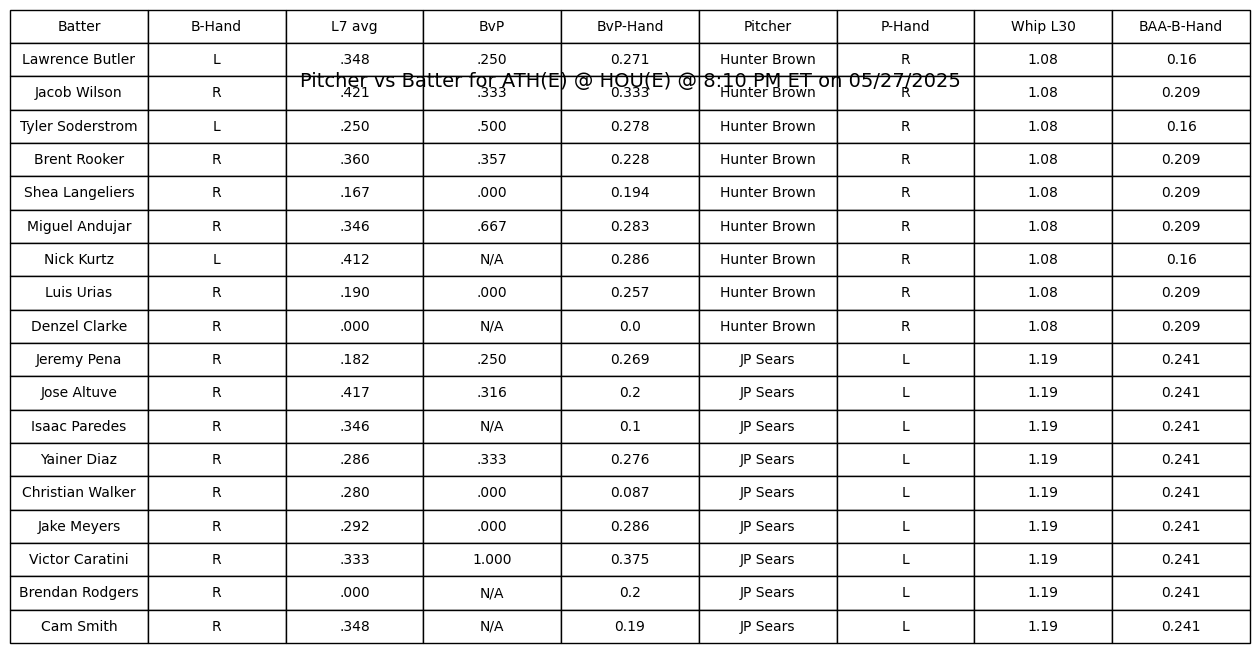 Batter B-Hand L7 avg BvP BvP-Hand Pitcher P-Hand Whip L30 BAA-B-Hand
Lawrence Butler L .348 .250 0.271 Hunter Brown R 1.08 0.16
Pitcher vs Batter for ATH(E) @ HOU(E) @ 8:10 PM ET on 05/27/2025
Jacob Wilson R .421 .333 0.333 Hunter Brown R 1.08 0.209
Tyler Soderstrom L .250 .500 0.278 Hunter Brown R 1.08 0.16
Brent Rooker R .360 .357 0.228 Hunter Brown R 1.08 0.209
Shea Langeliers R .167 .000 0.194 Hunter Brown R 1.08 0.209
Miguel Andujar R .346 .667 0.283 Hunter Brown R 1.08 0.209
Nick Kurtz L .412 N/A 0.286 Hunter Brown R 1.08 0.16
Luis Urias R .190 .000 0.257 Hunter Brown R 1.08 0.209
Denzel Clarke R .000 N/A 0.0 Hunter Brown R 1.08 0.209
Jeremy Pena R .182 .250 0.269 JP Sears L 1.19 0.241
Jose Altuve R .417 .316 0.2 JP Sears L 1.19 0.241
Isaac Paredes R .346 N/A 0.1 JP Sears L 1.19 0.241
Yainer Diaz R .286 .333 0.276 JP Sears L 1.19 0.241
Christian Walker R .280 .000 0.087 JP Sears L 1.19 0.241
Jake Meyers R .292 .000 0.286 JP Sears L 1.19 0.241
Victor Caratini R .333 1.000 0.375 JP Sears L 1.19 0.241
Brendan Rodgers R .000 N/A 0.2 JP Sears L 1.19 0.241
Cam Smith R .348 N/A 0.19 JP Sears L 1.19 0.241